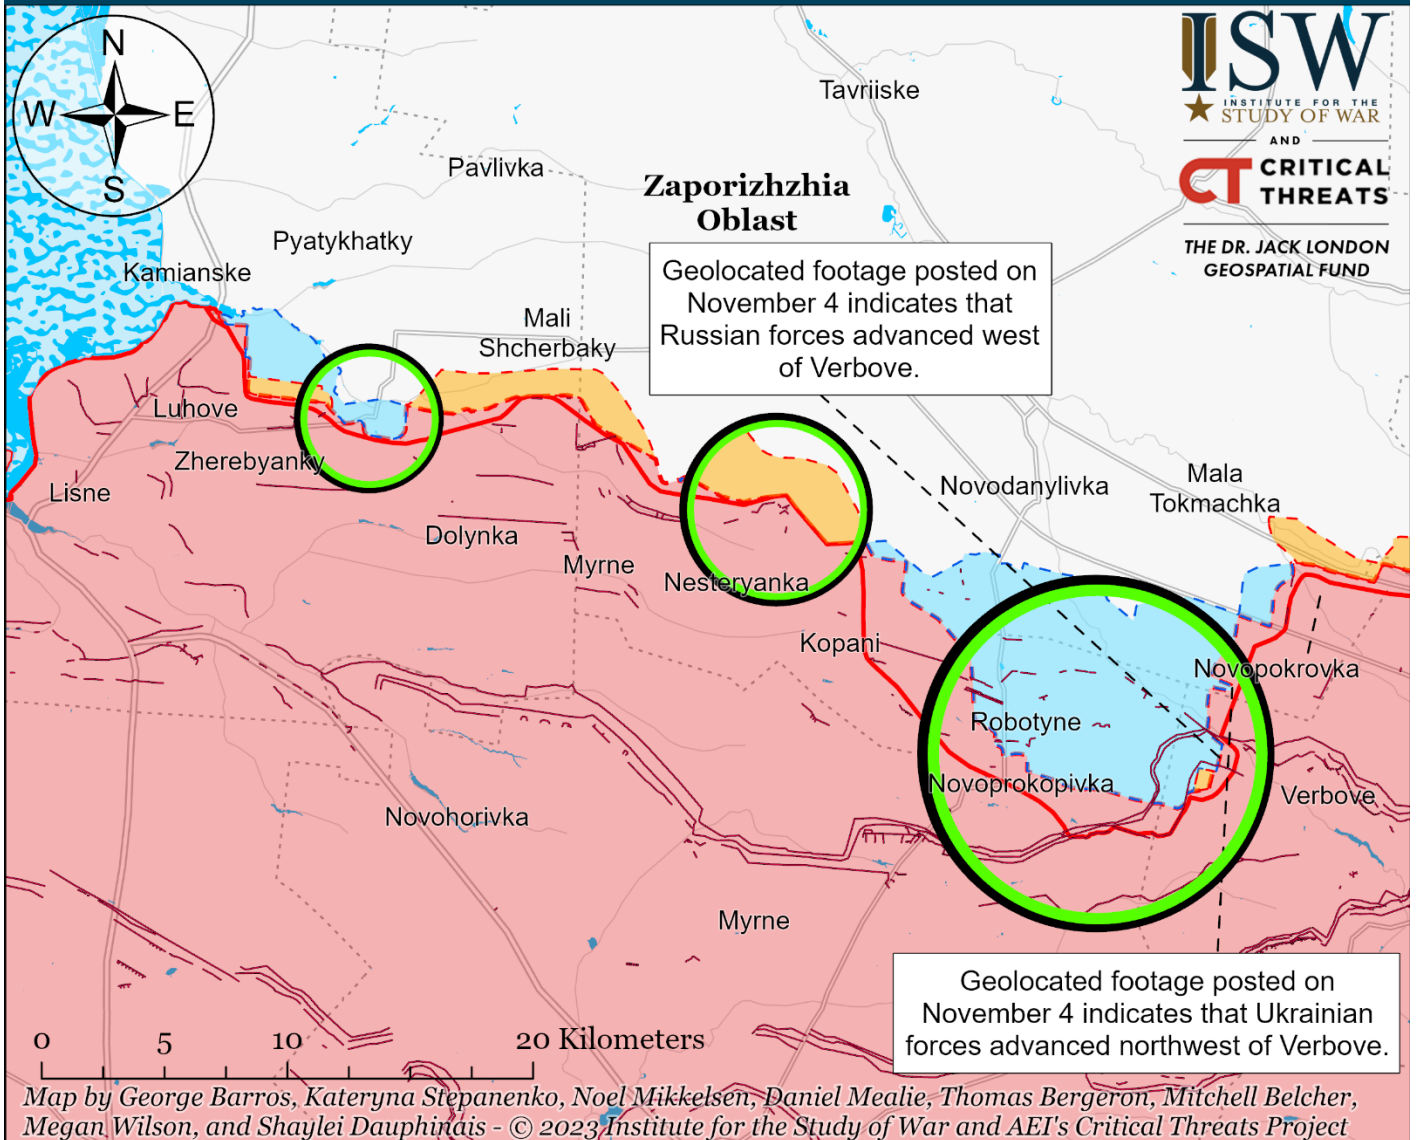 N
W
E
S
ISW
INSTITUTE FOR THE
STUDY OF WAR
AND
CT CRITICAL
THREATS
THE DR. JACK LONDON
GEOSPATIAL FUND
Tavriiske
Pavlivka
Zaporizhzhia
Oblast
Pyatykhatky
Kamianske
Geolocated footage posted on
November 4 indicates that
Russian forces advanced west
of Verbove.
Mali
Shcherbaky
Luhove
Zherebyanky
Lisne
Novodanylivka
Mala
Tokmachka
Dolynka
Myrne
Nesteryanka
Kopani
Novopokrovka
Robotyne
Novoprokopivka
Verbove
Novohorivka
Myrne
Geolocated footage posted on
November 4 indicates that Ukrainian
forces advanced northwest of Verbove.
0 5 10 20 Kilometers
Map by George Barros, Kateryna Stepanenko, Noel Mikkelsen, Daniel Mealie, Thomas Bergeron, Mitchell Belcher,
Megan Wilson, and Shaylei Dauphinais - © 2023 Institute for the Study of War and AEI's Critical Threats Project